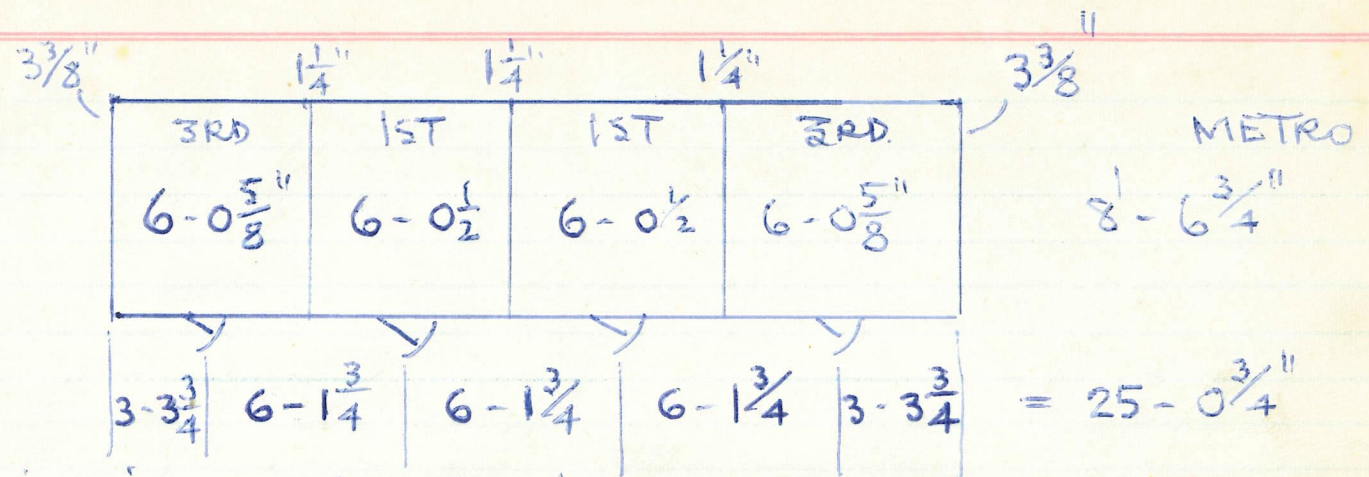 3 3/8" 1 1/4" 1 1/4" 1 1/4" 3 3/8"
3RD 1ST 1ST 3RD. METRO
6-0 5/8" 6-0 1/2 6-0 1/2 6-0 5/8" 8'-6 3/4"
3-3 3/4 6-1 3/4 6-1 3/4 6-1 3/4 3-3 3/4 = 25-0 3/4"